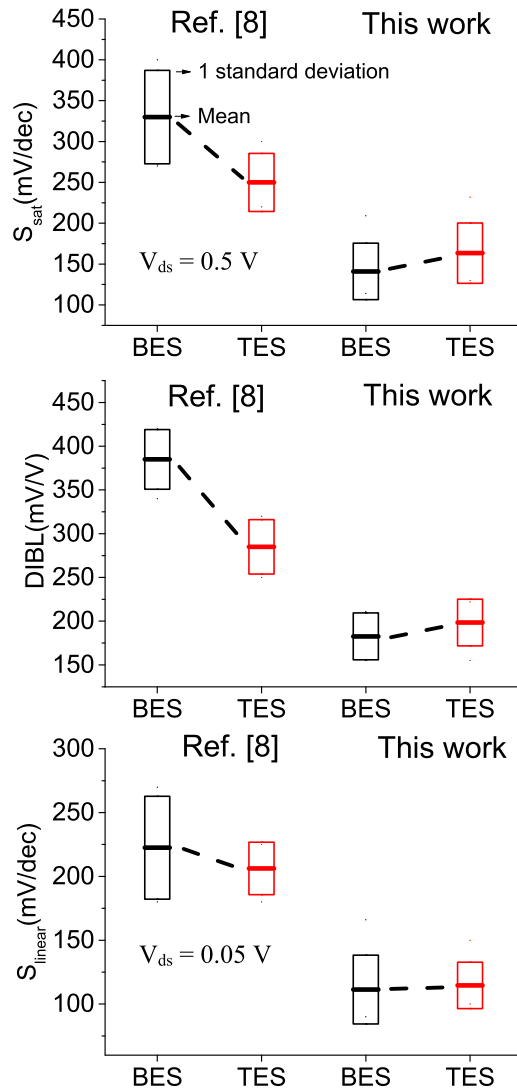 Ref. [8] This work
1 standard deviation
Mean
V_ds = 0.5 V
S_sat(mV/dec)
450
400
350
300
250
200
150
100
BES TES BES TES
Ref. [8] This work
DIBL(mV/V)
450
400
350
300
250
200
150
BES TES BES TES
Ref. [8] This work
V_ds = 0.05 V
S_linear(mV/dec)
300
250
200
150
100
BES TES BES TES